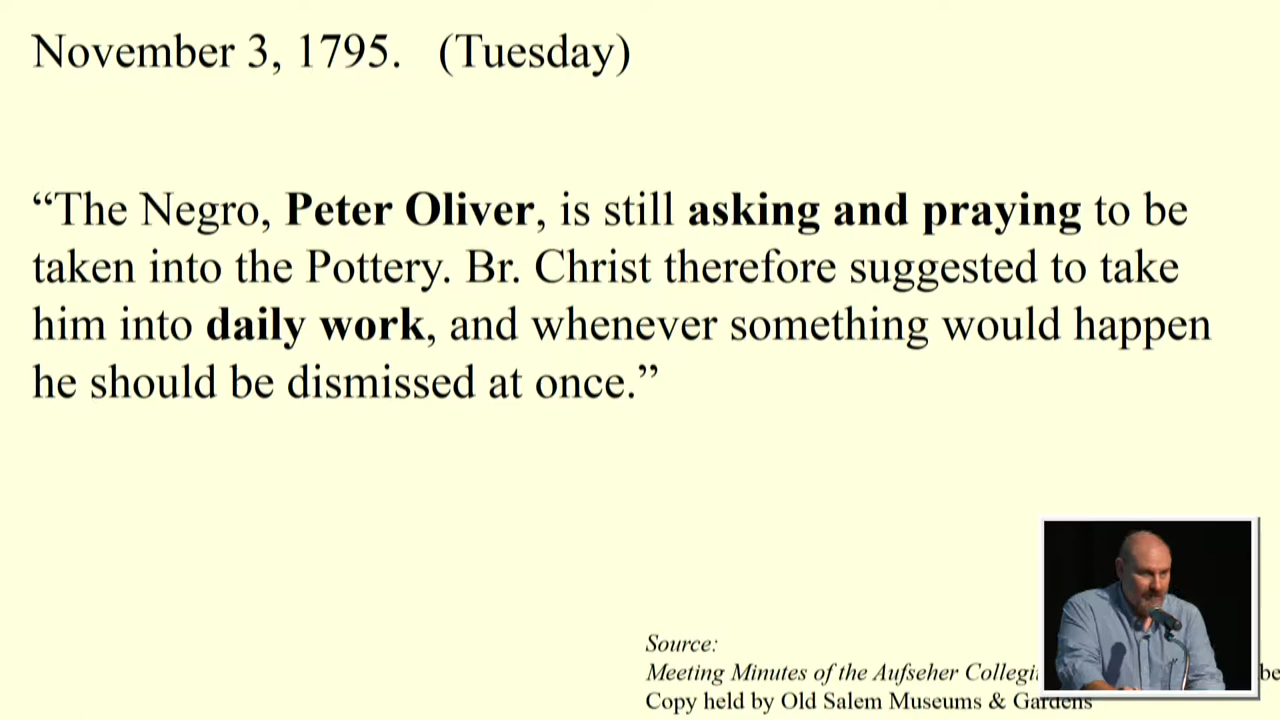 November 3, 1795. (Tuesday)
“The Negro, Peter Oliver, is still asking and praying to be
taken into the Pottery. Br. Christ therefore suggested to take
him into daily work, and whenever something would happen
he should be dismissed at once.”
Source:
Meeting Minutes of the Aufseher
Copy held by Old Salem Museums & Gardens